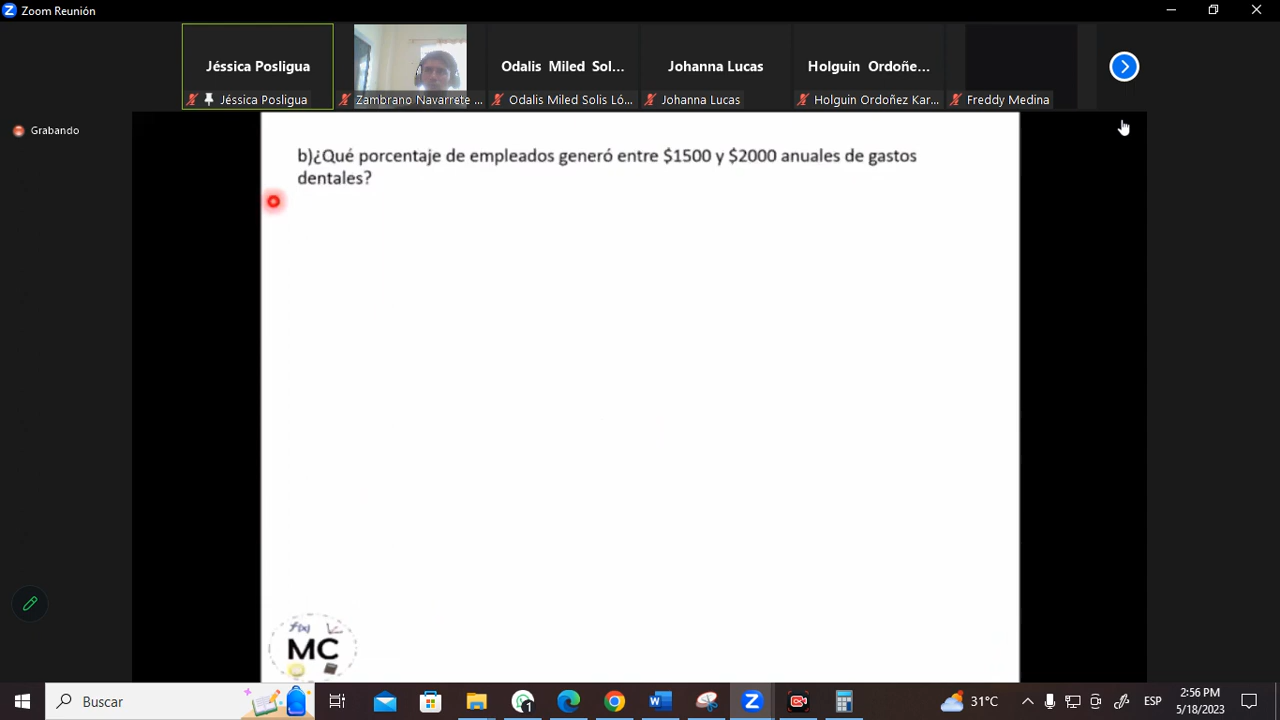 Zoom Reunión
Jéssica Posligua
Odalis Miled Sol...
Johanna Lucas
Holguin Ordoñe...
Jéssica Posligua
Zambrano Navarrete ...
Odalis Miled Solis Ló...
Johanna Lucas
Holguin Ordoñez Kar...
Freddy Medina
Grabando
b)¿Qué porcentaje de empleados generó entre $1500 y $2000 anuales de gastos
dentales?
f(x)
MC
Buscar
1
31°C
ESP
2:56 PM
5/18/2023